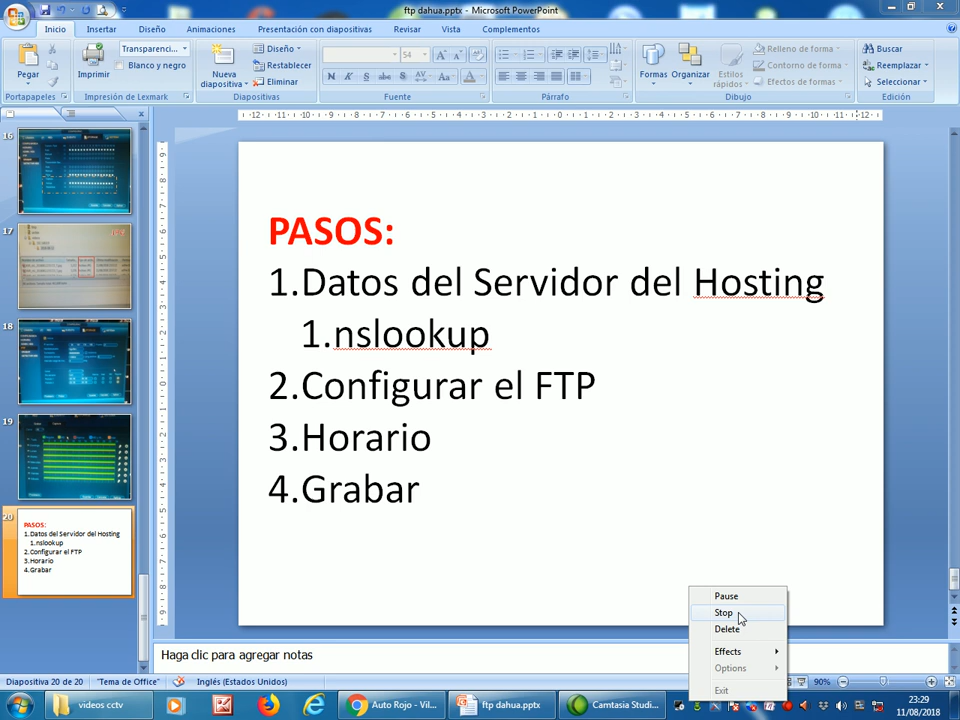 ftp dahua.pptx - Microsoft PowerPoint
Inicio Insertar Diseño Animaciones Presentación con diapositivas Revisar Vista Complementos
Pegar
Portapapeles
Imprimir
Transparenci...
Blanco y negro
Impresión de Lexmark
Nueva diapositiva
Diseño
Restablecer
Eliminar
Diapositivas
54
N K S abc S AV Aa A
Fuente
Párrafo
Formas
Organizar
Estilos rápidos
Relleno de forma
Contorno de forma
Efectos de formas
Dibujo
Buscar
Reemplazar
Seleccionar
Edición
16
17
18
19
20
PASOS:
1.Datos del Servidor del Hosting
1.nslookup
2.Configurar el FTP
3.Horario
4.Grabar
PASOS:
1.Datos del Servidor del Hosting
1.nslookup
2.Configurar el FTP
3.Horario
4.Grabar
Pause
Stop
Delete
Effects
Options
Exit
Haga clic para agregar notas
Diapositiva 20 de 20 "Tema de Office" Inglés (Estados Unidos) 90%
videos cctv
Auto Rojo - Vil...
ftp dahua.pptx
Camtasia Studi...
23:29
11/08/2018